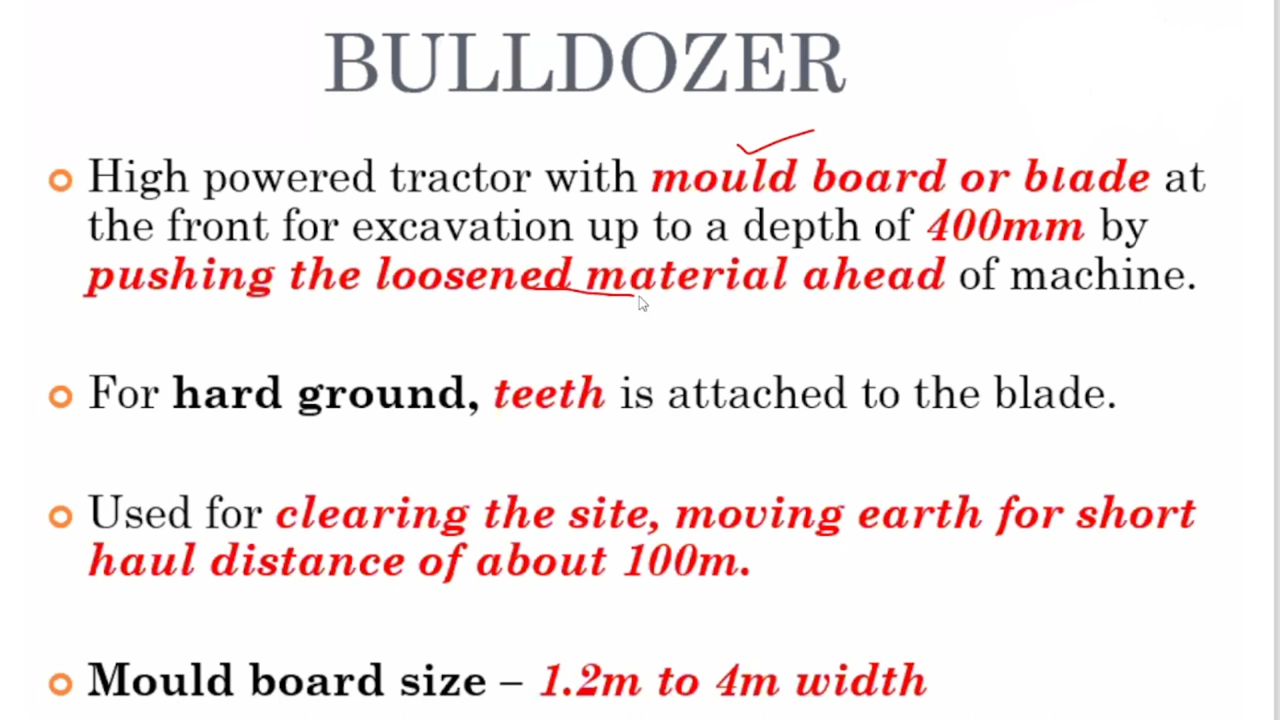 BULLDOZER
High powered tractor with mould board or blade at
the front for excavation up to a depth of 400mm by
pushing the loosened material ahead of machine.
For hard ground, teeth is attached to the blade.
Used for clearing the site, moving earth for short
haul distance of about 100m.
Mould board size – 1.2m to 4m width